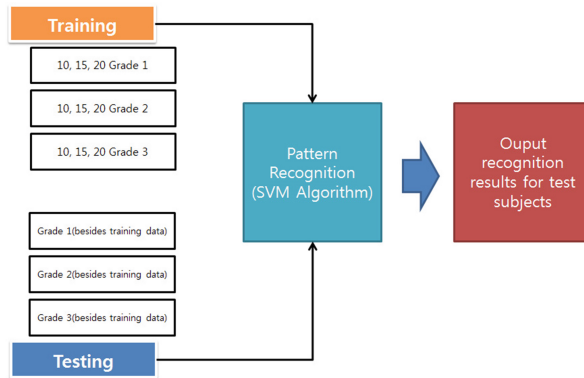 Training
10, 15, 20 Grade 1
10, 15, 20 Grade 2
10, 15, 20 Grade 3
Grade 1(besides training data)
Grade 2(besides training data)
Grade 3(besides training data)
Testing
Pattern
Recognition
(SVM Algorithm)
Ouput
recognition
results for test
subjects